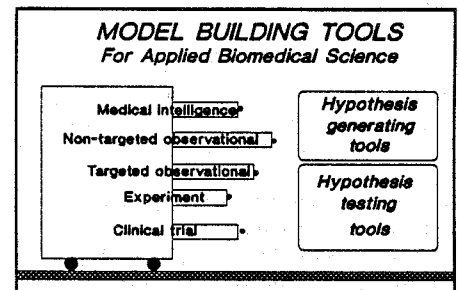 MODEL BUILDING TOOLS
For Applied Biomedical Science
Medical intelligence
Non-targeted observational
Targeted observational
Experiment
Clinical trial
Hypothesis
generating
tools
Hypothesis
testing
tools